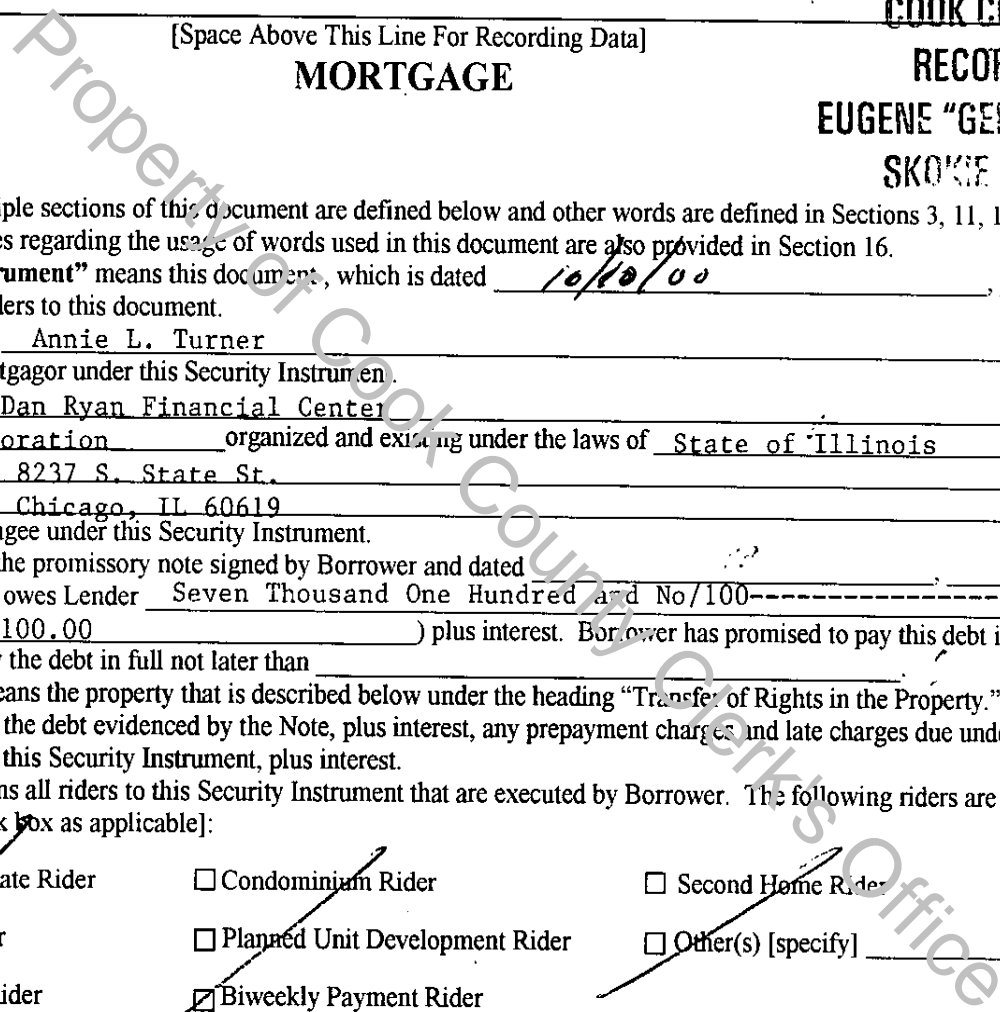 COOK C
[Space Above This Line For Recording Data]
RECOR
MORTGAGE
EUGENE "GE
SKOKIE
iple sections of this document are defined below and other words are defined in Sections 3, 11, 1
es regarding the usage of words used in this document are also provided in Section 16.
rument" means this document, which is dated 10/10/00,
ders to this document.
Annie L. Turner
tgagor under this Security Instrument.
Dan Ryan Financial Center
oration organized and existing under the laws of State of Illinois
8237 S. State St.
Chicago, IL 60619
agee under this Security Instrument.
he promissory note signed by Borrower and dated ,
owes Lender Seven Thousand One Hundred and No/100----------------
100.00 ) plus interest. Borrower has promised to pay this debt i
the debt in full not later than .
eans the property that is described below under the heading "Transfer of Rights in the Property."
the debt evidenced by the Note, plus interest, any prepayment charges and late charges due unde
this Security Instrument, plus interest.
ns all riders to this Security Instrument that are executed by Borrower. The following riders are
k box as applicable]:
ate Rider ☐ Condominium Rider ☐ Second Home Rider
r ☐ Planned Unit Development Rider ☐ Other(s) [specify]
ider ☑ Biweekly Payment Rider
Property of Cook County Clerk's Office